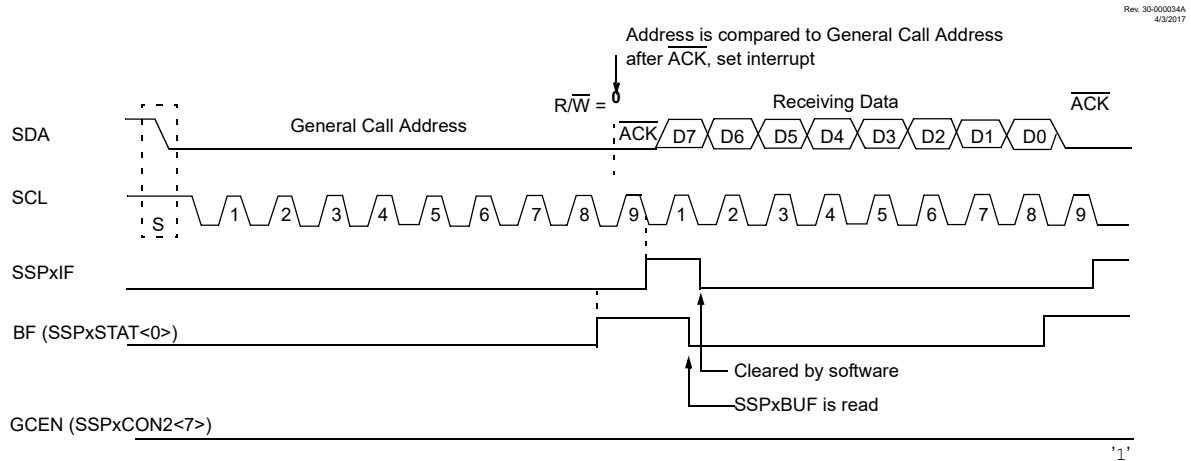 Rev. 30-000034A
4/3/2017
Address is compared to General Call Address
after ACK, set interrupt
R/W = 0
General Call Address
Receiving Data
ACK
SDA
ACK D7 D6 D5 D4 D3 D2 D1 D0
SCL
S 1 2 3 4 5 6 7 8 9 1 2 3 4 5 6 7 8 9
SSPxIF
BF (SSPxSTAT<0>)
Cleared by software
SSPxBUF is read
GCEN (SSPxCON2<7>)
'1'